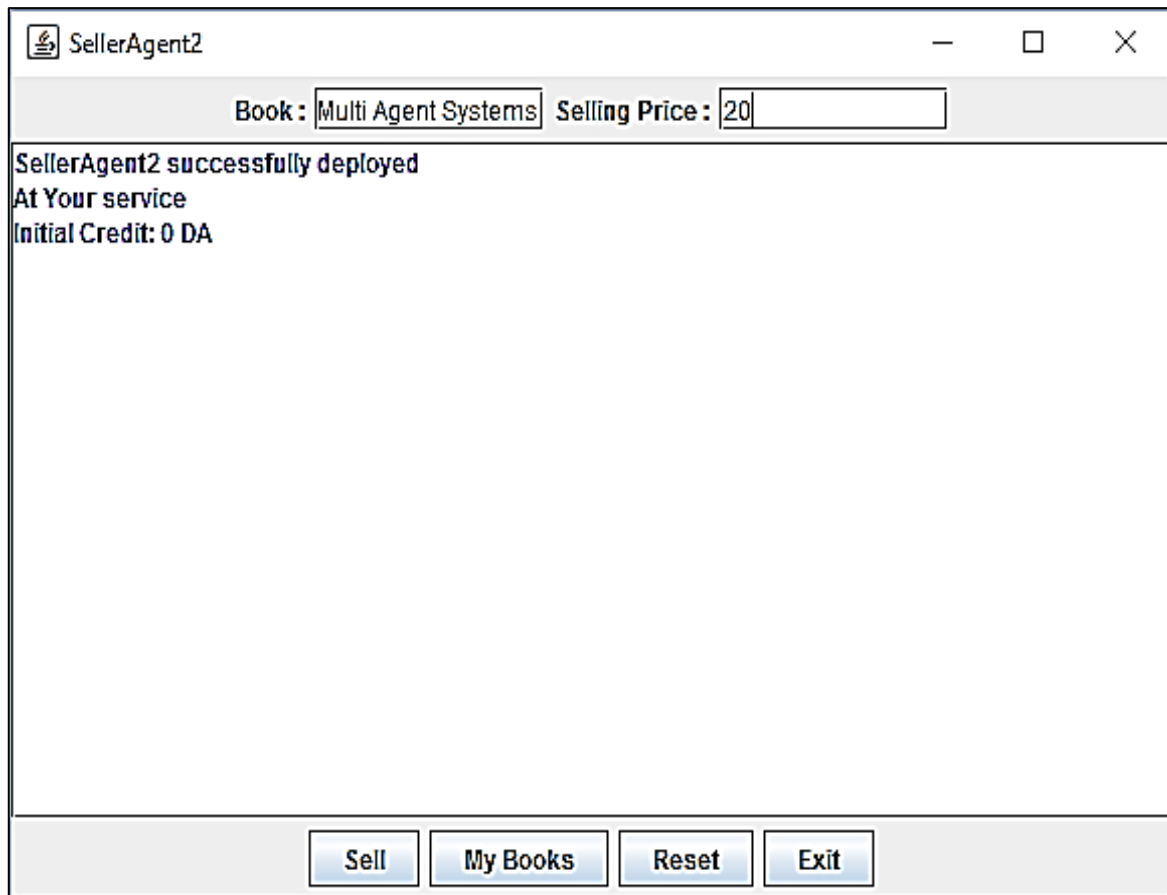 SellerAgent2
Book : Multi Agent Systems Selling Price : 20
SellerAgent2 successfully deployed
At Your service
Initial Credit: 0 DA
Sell My Books Reset Exit